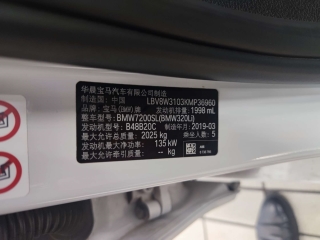 华晨宝马汽车有限公司制造
制造国：中国 LBV8W3103KMP36960
品牌：宝马(BMW)牌 发动机排量：1998 mL
整车型号：BMW7200SL(BMW320Li)
发动机型号：B48B20C 制造年月：2019-03
最大允许总质量：2025 kg 乘坐人数：5
发动机最大净功率：135 kW
最大允许牵引质量：-- kg